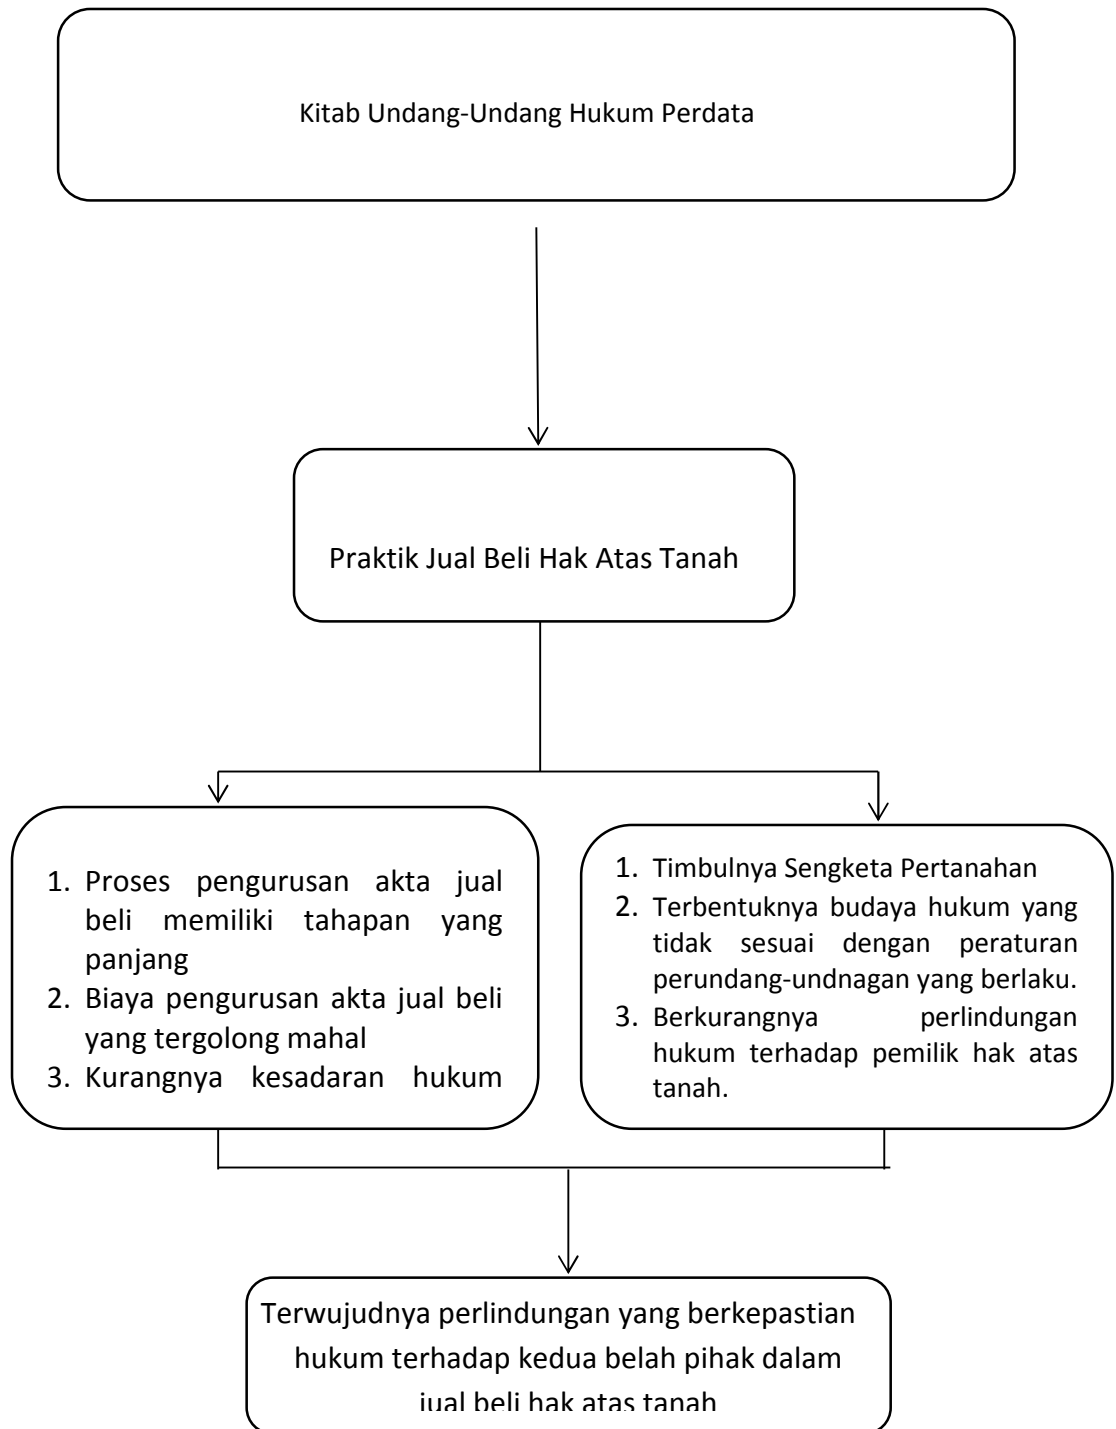 Kitab Undang-Undang Hukum Perdata
Praktik Jual Beli Hak Atas Tanah
1. Proses pengurusan akta jual
beli memiliki tahapan yang
panjang
2. Biaya pengurusan akta jual beli
yang tergolong mahal
3. Kurangnya kesadaran hukum
1. Timbulnya Sengketa Pertanahan
2. Terbentuknya budaya hukum yang
tidak sesuai dengan peraturan
perundang-undnagan yang berlaku.
3. Berkurangnya perlindungan
hukum terhadap pemilik hak atas
tanah.
Terwujudnya perlindungan yang berkepastian
hukum terhadap kedua belah pihak dalam
jual beli hak atas tanah